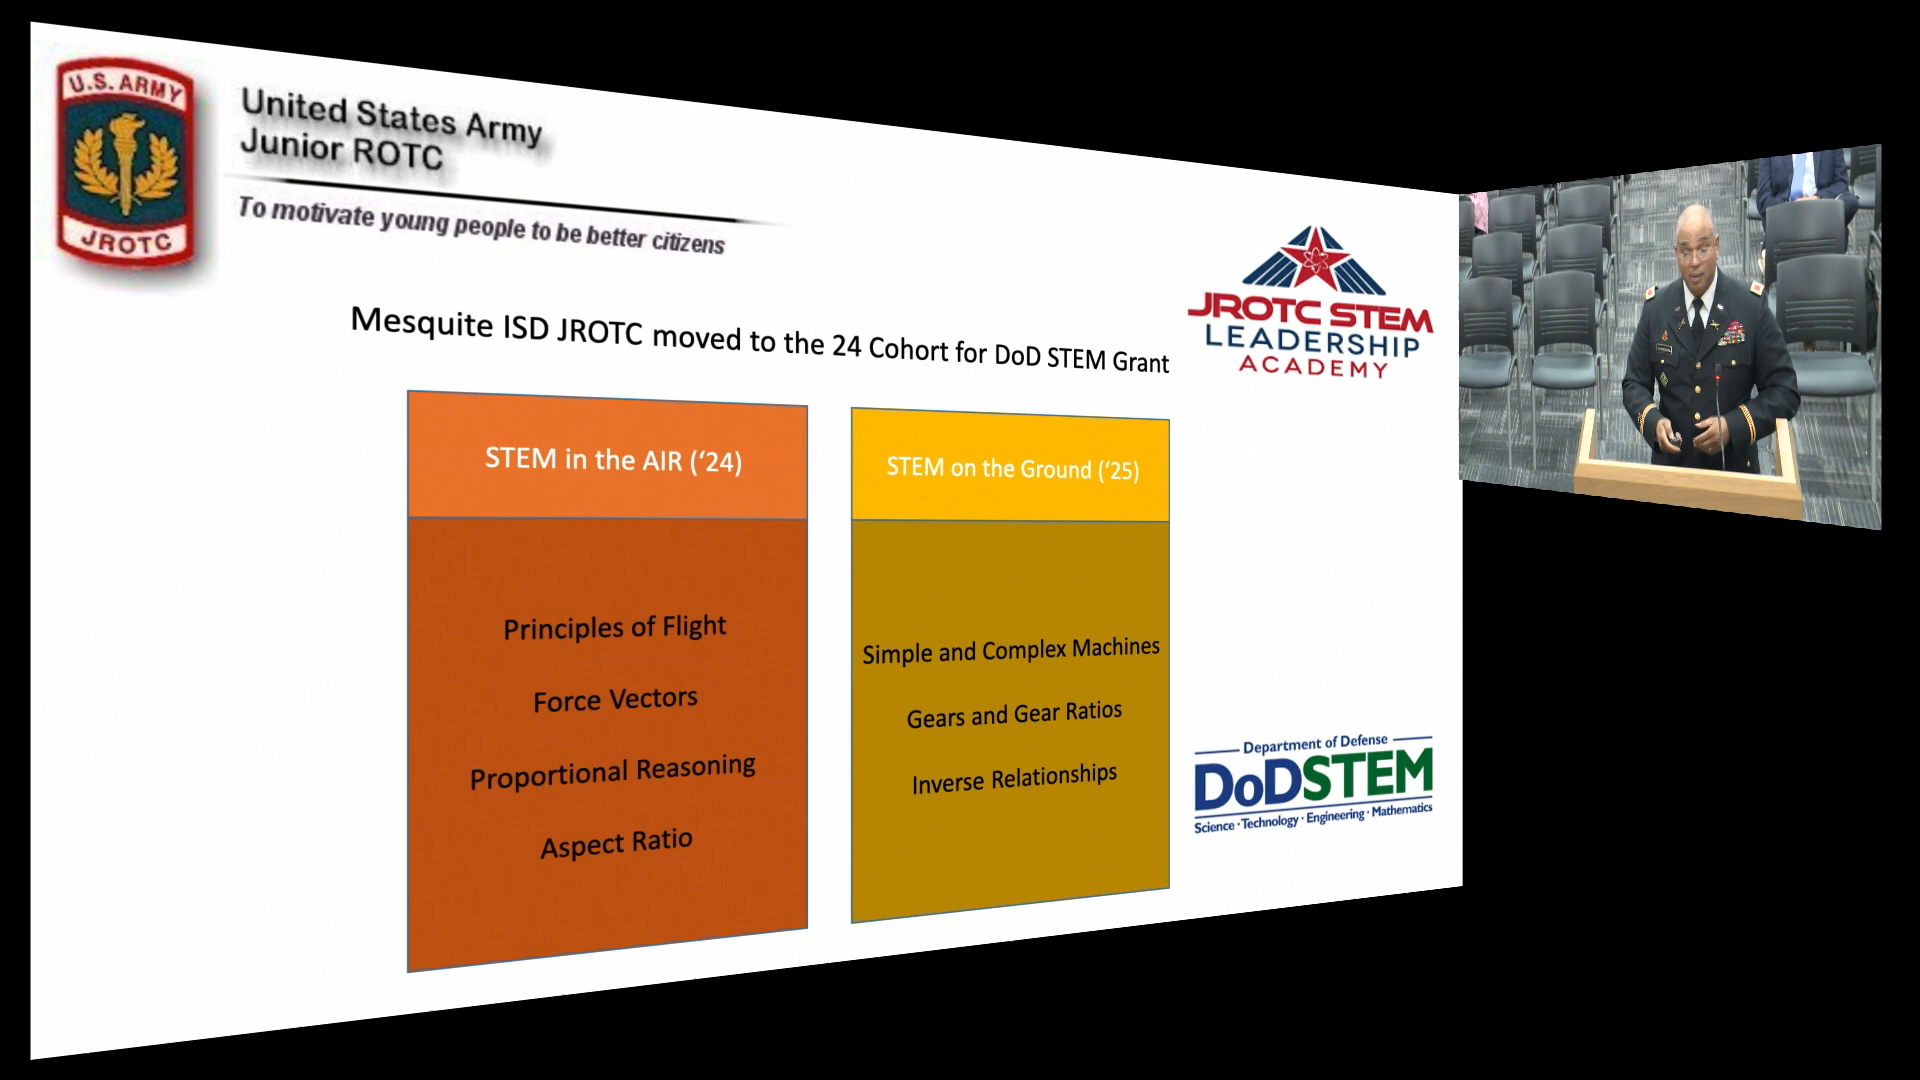 U.S. ARMY
JROTC
United States Army
Junior ROTC
To motivate young people to be better citizens
Mesquite ISD JROTC moved to the 24 Cohort for DoD STEM Grant
JROTC STEM
LEADERSHIP
ACADEMY
STEM in the AIR (‘24)
Principles of Flight
Force Vectors
Proportional Reasoning
Aspect Ratio
STEM on the Ground (‘25)
Simple and Complex Machines
Gears and Gear Ratios
Inverse Relationships
Department of Defense
DoDSTEM
Science · Technology · Engineering · Mathematics